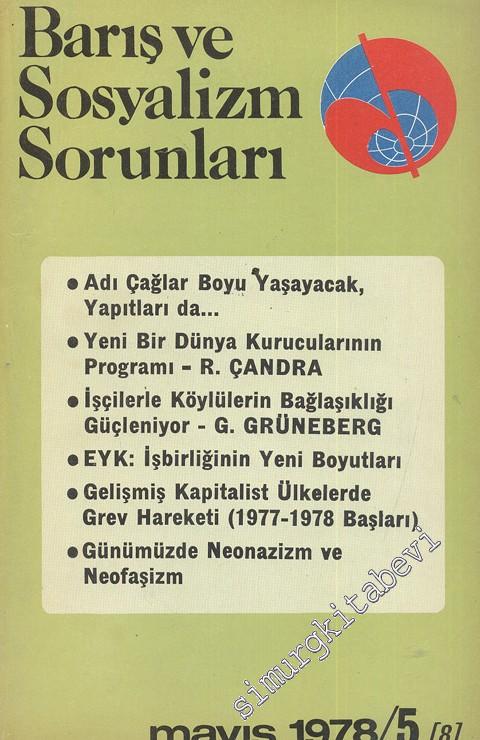 Barış ve
Sosyalizm
Sorunları
• Adı Çağlar Boyu Yaşayacak,
Yapıtları da...
• Yeni Bir Dünya Kurucularının
Programı - R. ÇANDRA
• İşçilerle Köylülerin Bağlaşıklığı
Güçleniyor - G. GRÜNEBERG
• EYK: İşbirliğinin Yeni Boyutları
• Gelişmiş Kapitalist Ülkelerde
Grev Hareketi (1977-1978 Başları)
• Günümüzde Neonazizm ve
Neofaşizm
simurgkitabevi
mayıs 1978/5 [8]